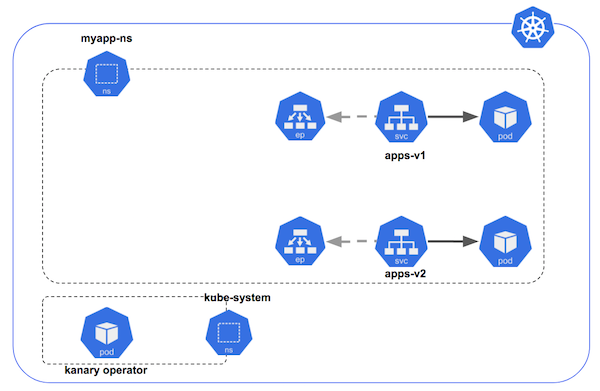 myapp-ns
ns
ep
svc
pod
apps-v1
ep
svc
pod
apps-v2
kube-system
pod
ns
kanary operator